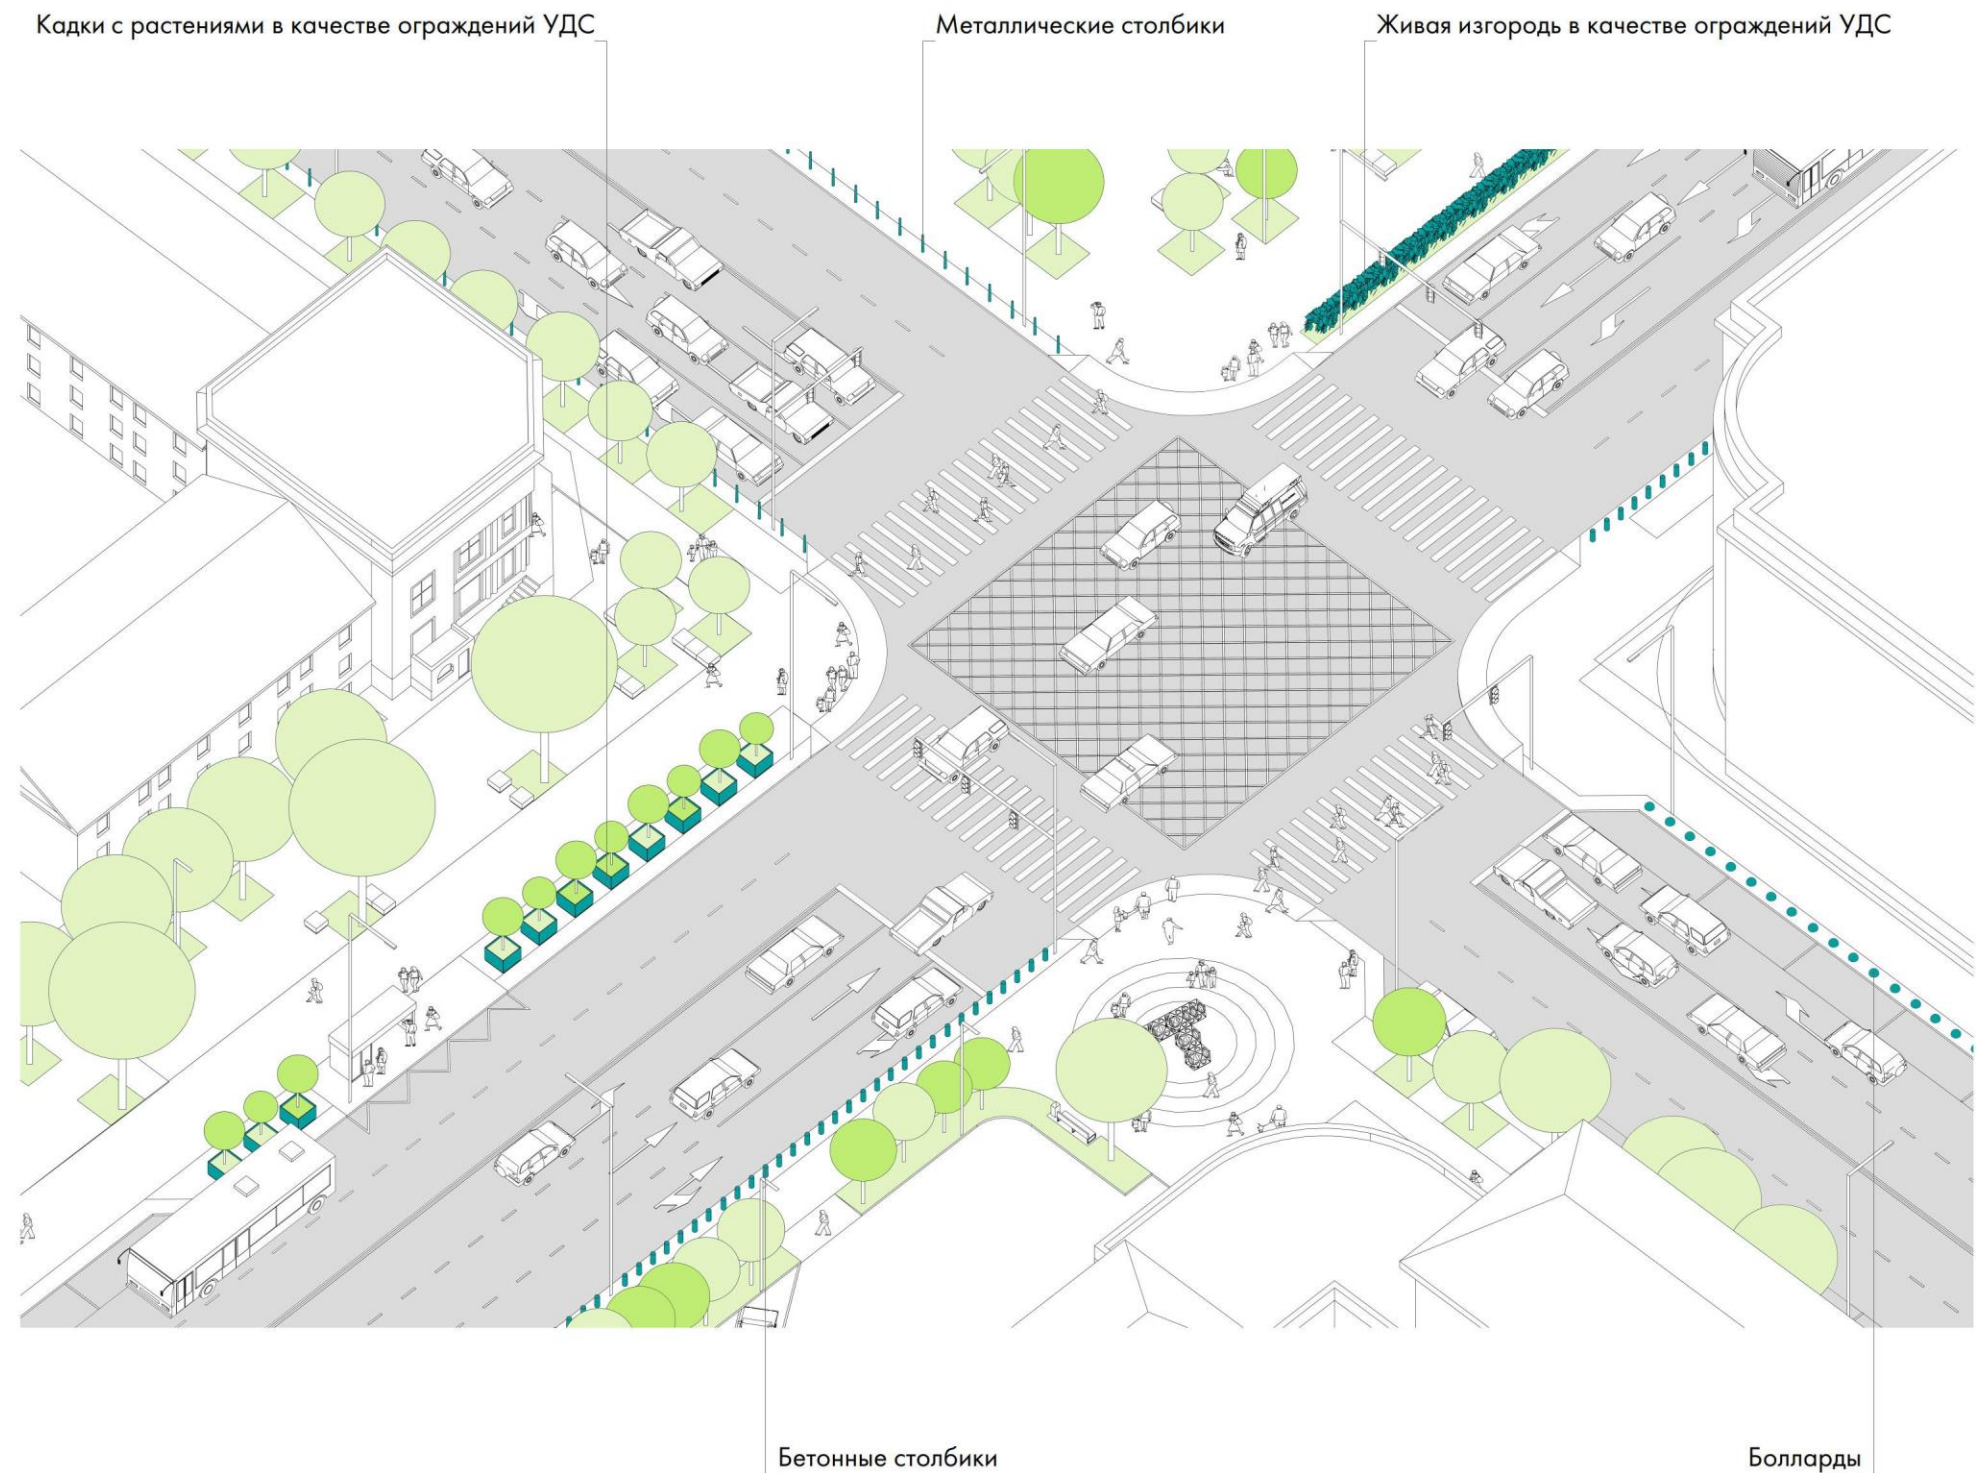 Кадки с растениями в качестве ограждений УДС
Металлические столбики
Живая изгородь в качестве ограждений УДС
Бетонные столбики
Болларды